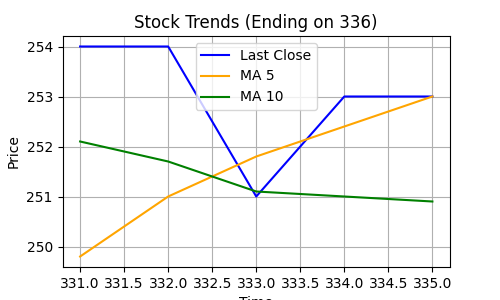 Stock Trends (Ending on 336)
Last Close
MA 5
MA 10
Price
254
253
252
251
250
331.0 331.5 332.0 332.5 333.0 333.5 334.0 334.5 335.0
Time